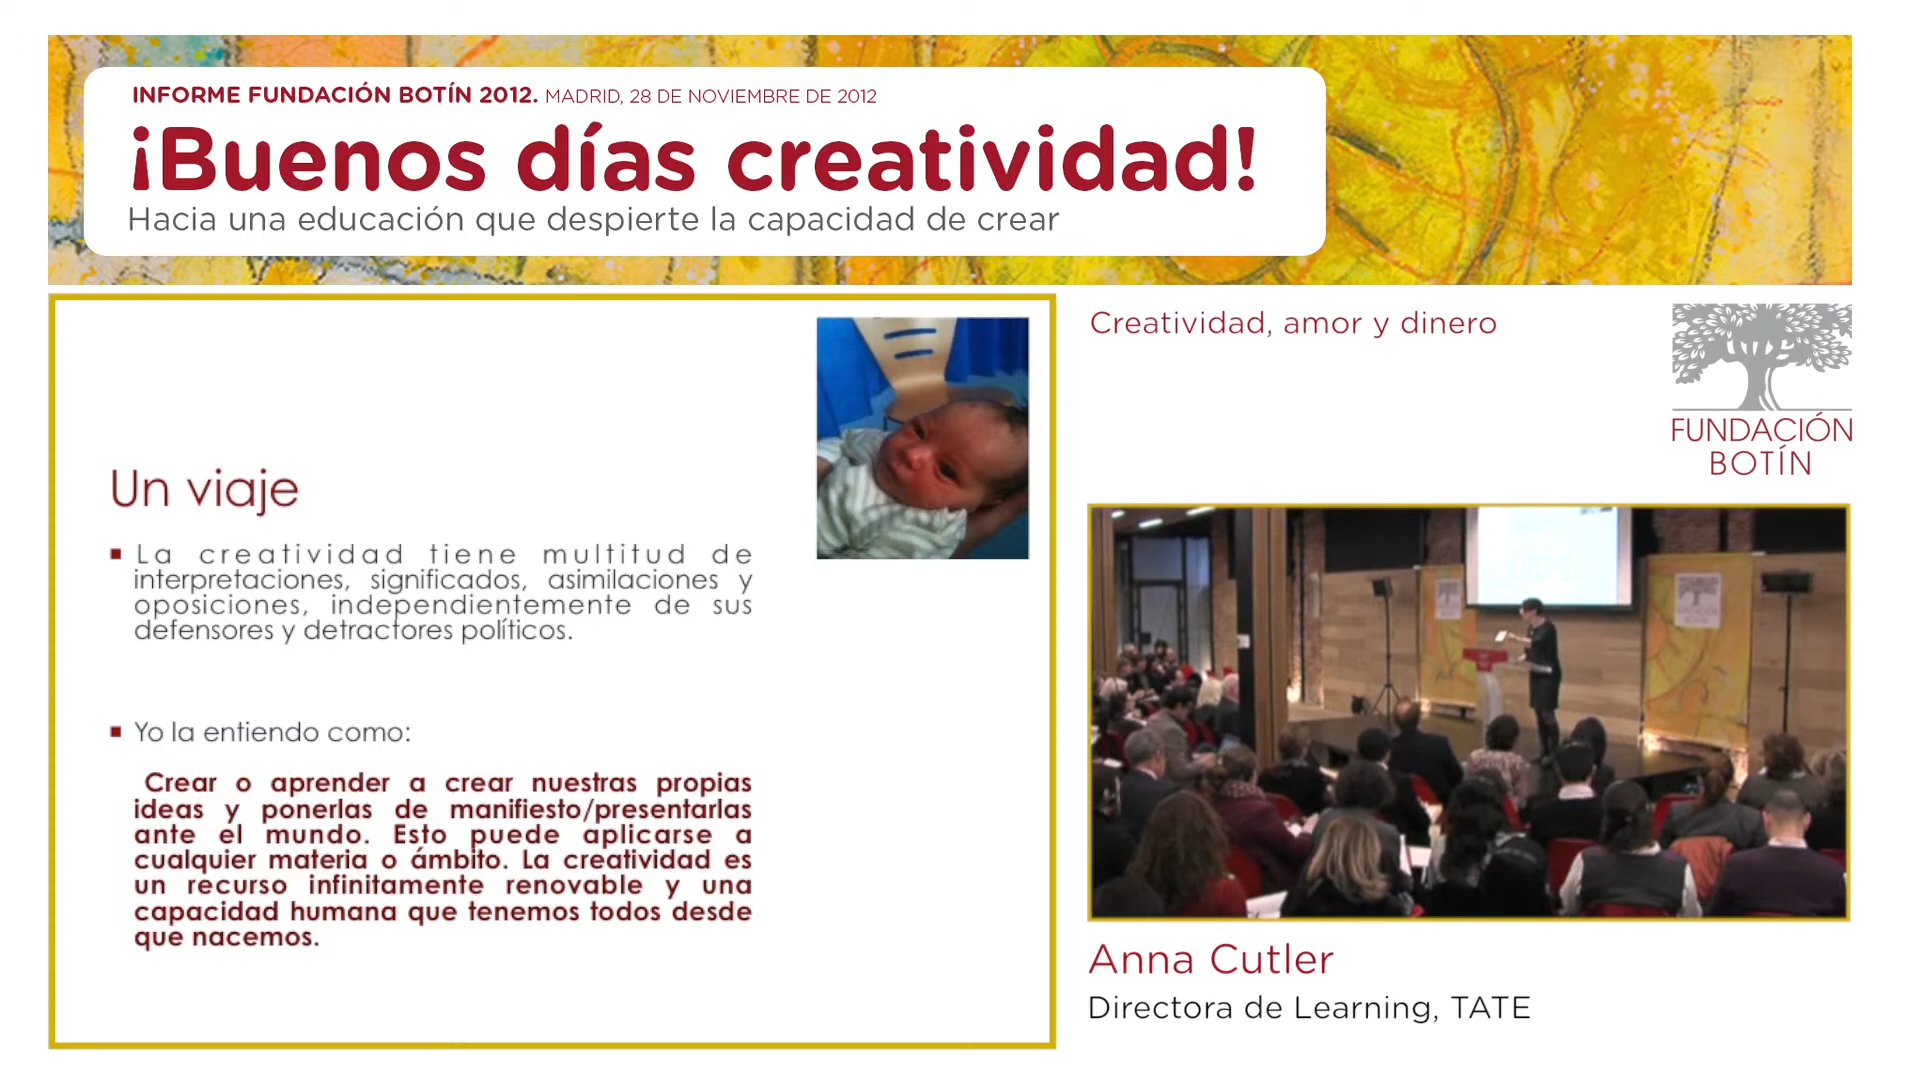 INFORME FUNDACIÓN BOTÍN 2012. MADRID, 28 DE NOVIEMBRE DE 2012
¡Buenos días creatividad!
Hacia una educación que despierte la capacidad de crear
Un viaje
La creatividad tiene multitud de
interpretaciones, significados, asimilaciones y
oposiciones, independientemente de sus
defensores y detractores políticos.
Yo la entiendo como:
Crear o aprender a crear nuestras propias
ideas y ponerlas de manifiesto/presentarlas
ante el mundo. Esto puede aplicarse a
cualquier materia o ámbito. La creatividad es
un recurso infinitamente renovable y una
capacidad humana que tenemos todos desde
que nacemos.
Creatividad, amor y dinero
FUNDACIÓN
BOTÍN
Anna Cutler
Directora de Learning, TATE